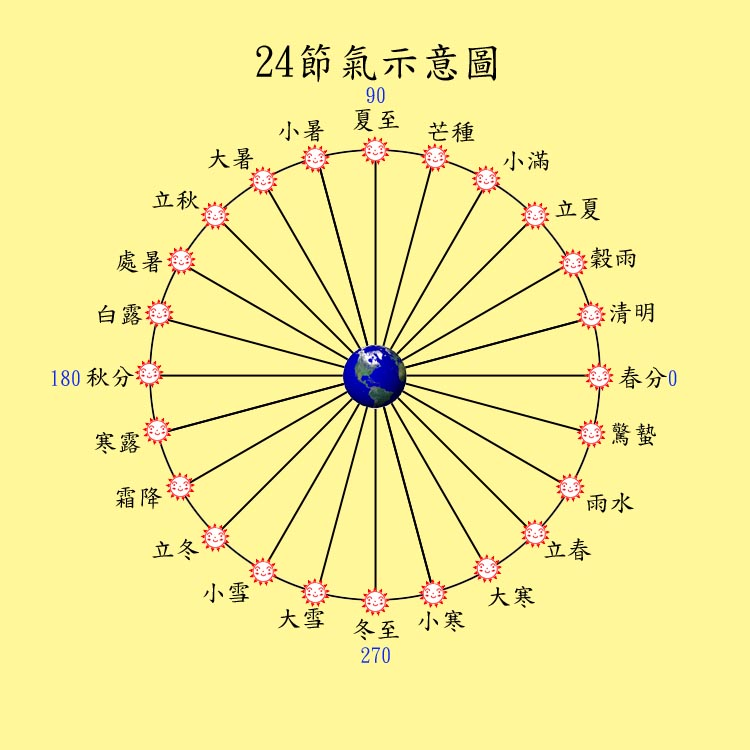 24節氣示意圖
90
夏至
小暑
芒種
大暑
小滿
立秋
立夏
處暑
穀雨
白露
清明
180 秋分
春分0
寒露
驚蟄
霜降
雨水
立冬
立春
小雪
大寒
大雪
小寒
冬至
270